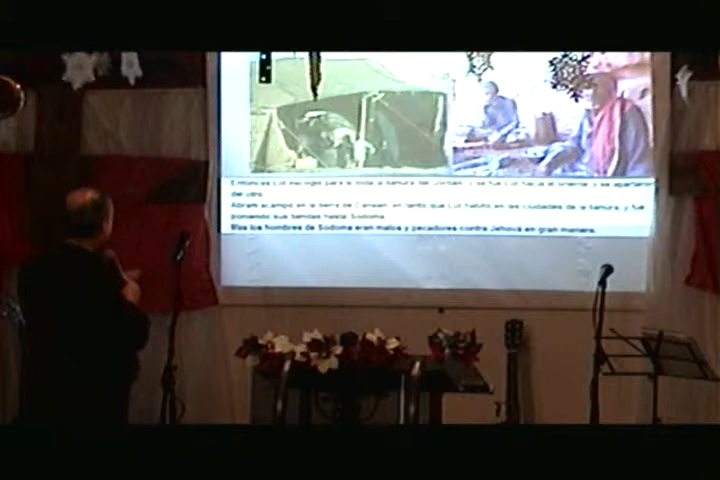 Entonces Lot escogió para sí toda la llanura del Jordán; y se fue Lot hacia el oriente, y se apartaron
del otro.
Abram acampó en la tierra de Canaán, en tanto que Lot habitó en las ciudades de la llanura, y fue
poniendo sus tiendas hasta Sodoma.
Mas los hombres de Sodoma eran malos y pecadores contra Jehová en gran manera.